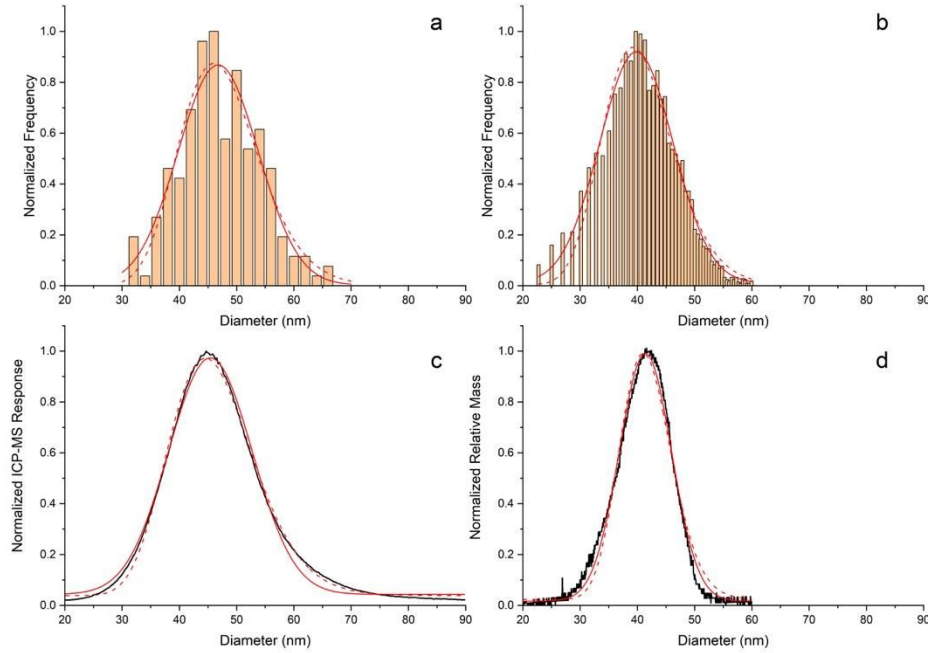 a
1.0
0.8
0.6
0.4
0.2
0.0
Normalized Frequency
20 30 40 50 60 70 80 90
Diameter (nm)
b
1.0
0.8
0.6
0.4
0.2
0.0
Normalized Frequency
20 30 40 50 60 70 80 90
Diameter (nm)
c
1.0
0.8
0.6
0.4
0.2
0.0
Normalized ICP-MS Response
20 30 40 50 60 70 80 90
Diameter (nm)
d
1.0
0.8
0.6
0.4
0.2
0.0
Normalized Relative Mass
20 30 40 50 60 70 80 90
Diameter (nm)